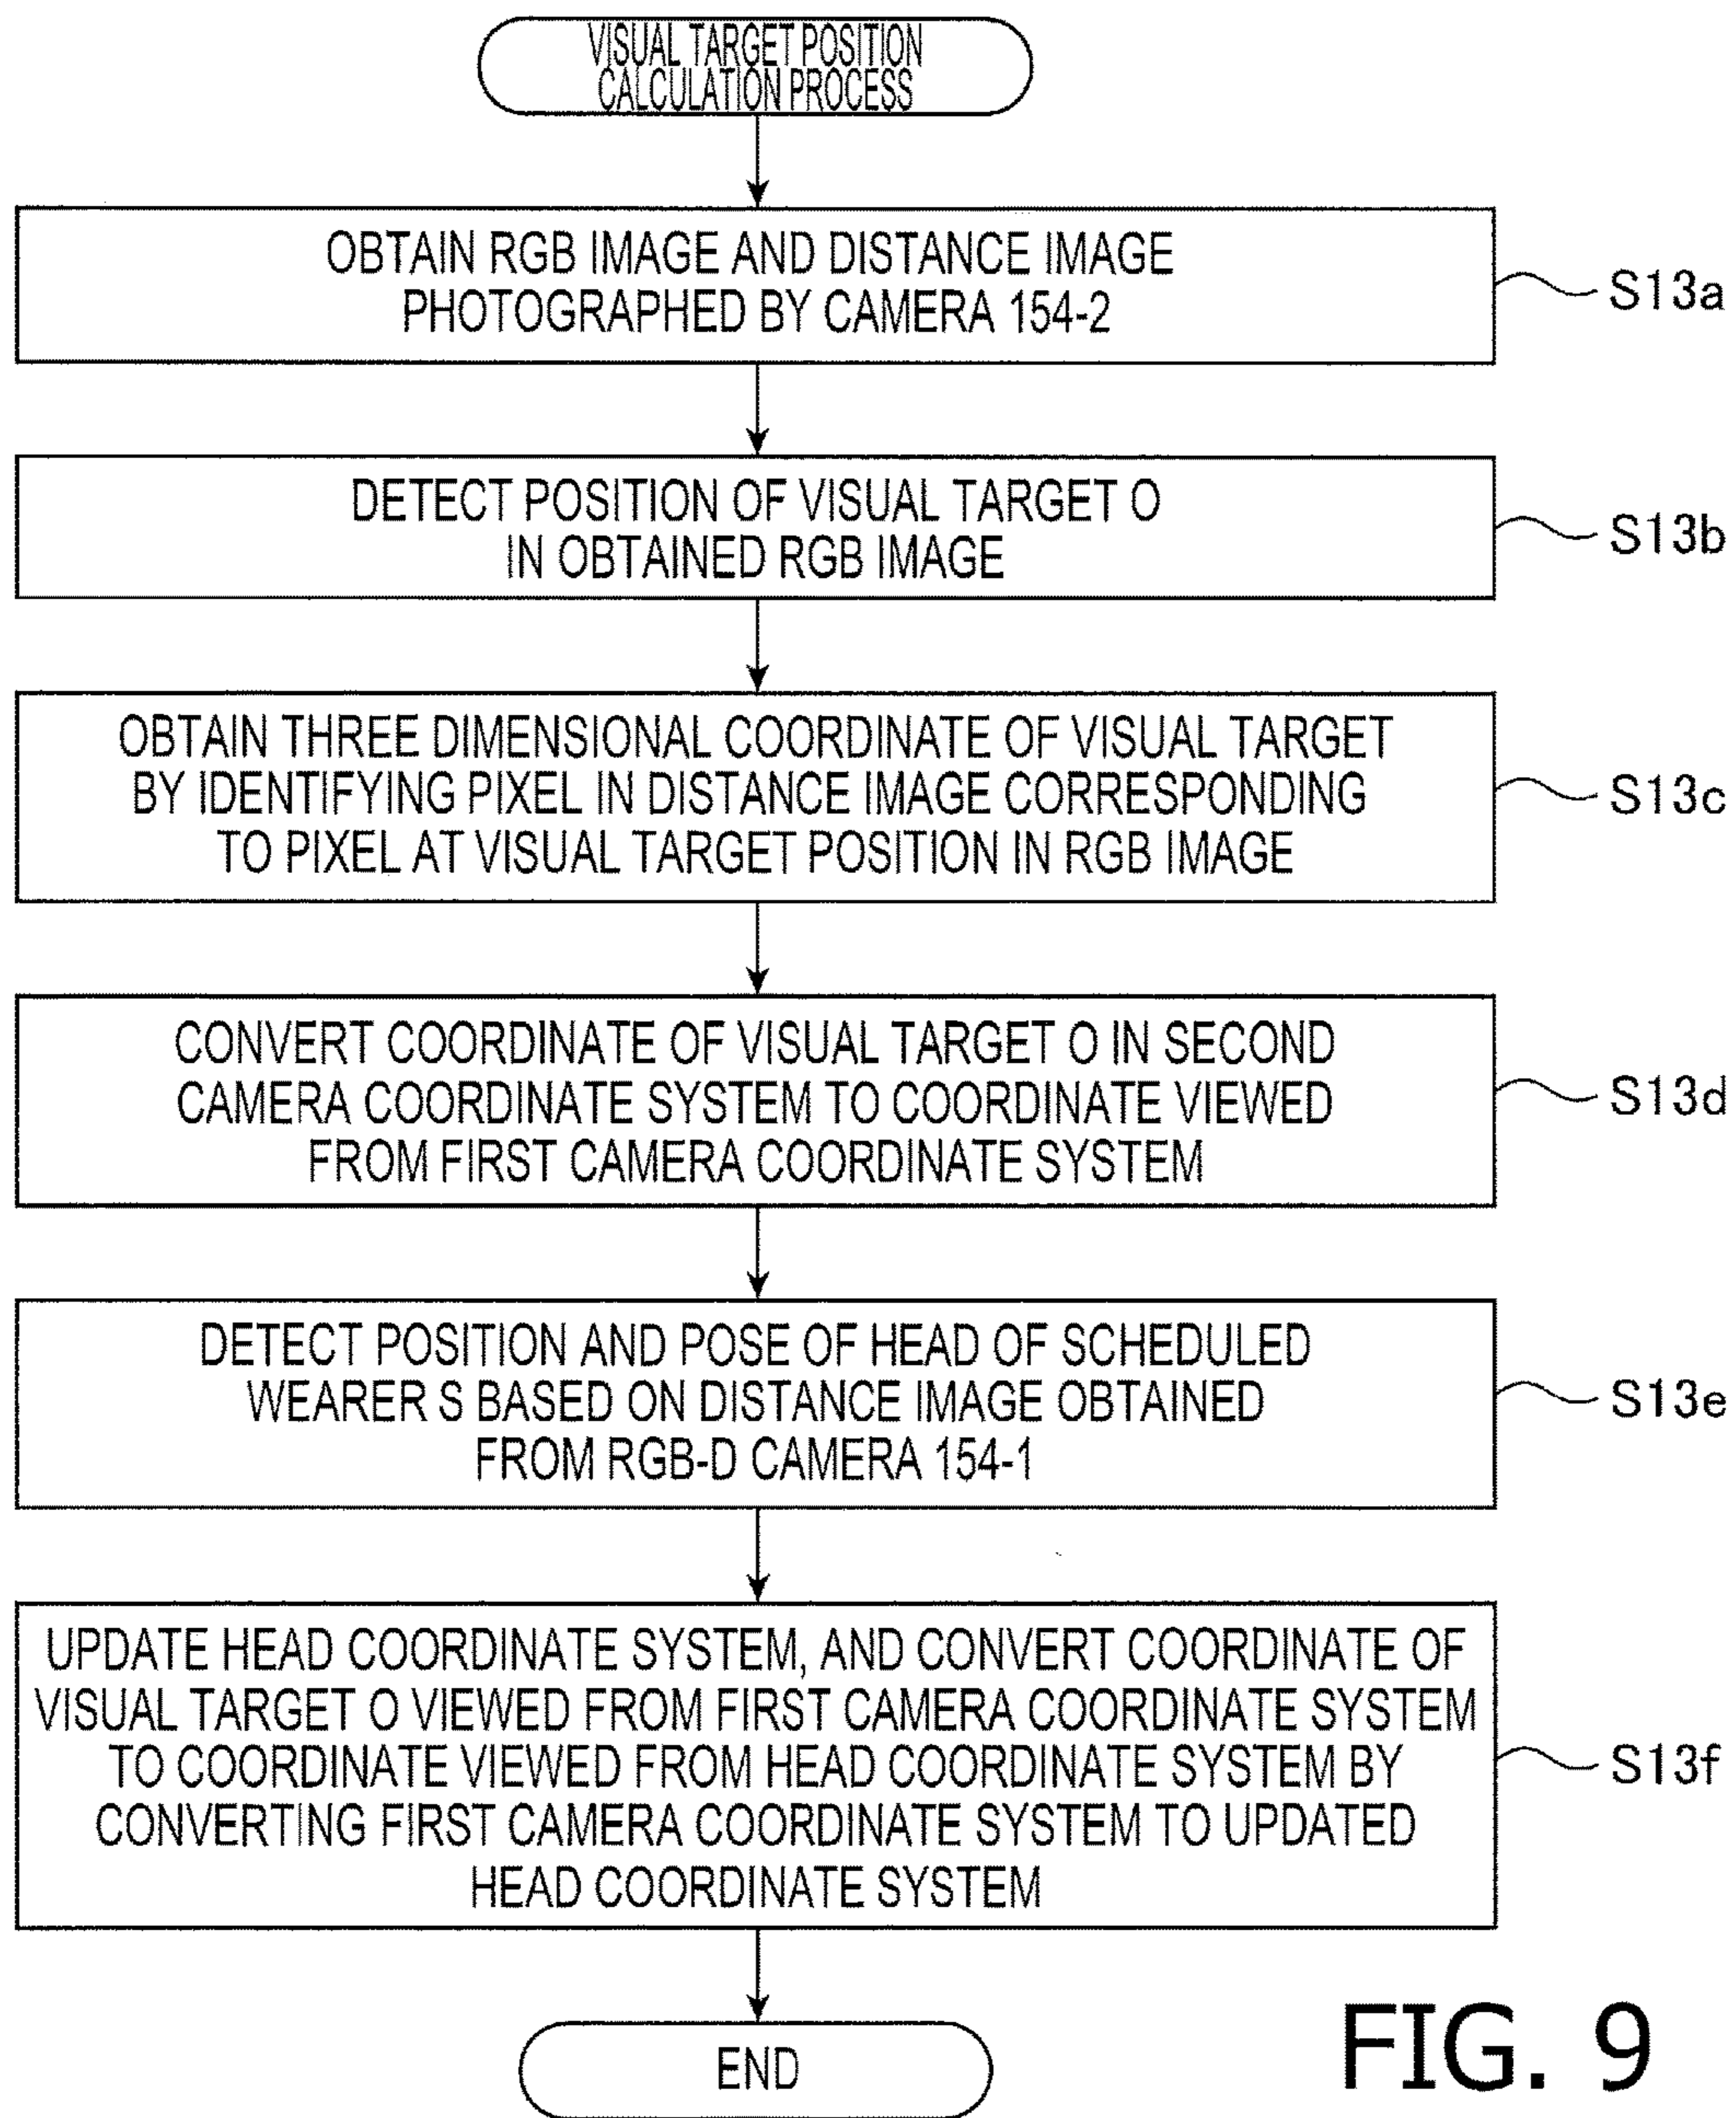 VISUAL TARGET POSITION
CALCULATION PROCESS
OBTAIN RGB IMAGE AND DISTANCE IMAGE
PHOTOGRAPHED BY CAMERA 154-2
S13a
DETECT POSITION OF VISUAL TARGET O
IN OBTAINED RGB IMAGE
S13b
OBTAIN THREE DIMENSIONAL COORDINATE OF VISUAL TARGET
BY IDENTIFYING PIXEL IN DISTANCE IMAGE CORRESPONDING
TO PIXEL AT VISUAL TARGET POSITION IN RGB IMAGE
S13c
CONVERT COORDINATE OF VISUAL TARGET O IN SECOND
CAMERA COORDINATE SYSTEM TO COORDINATE VIEWED
FROM FIRST CAMERA COORDINATE SYSTEM
S13d
DETECT POSITION AND POSE OF HEAD OF SCHEDULED
WEARER S BASED ON DISTANCE IMAGE OBTAINED
FROM RGB-D CAMERA 154-1
S13e
UPDATE HEAD COORDINATE SYSTEM, AND CONVERT COORDINATE OF
VISUAL TARGET O VIEWED FROM FIRST CAMERA COORDINATE SYSTEM
TO COORDINATE VIEWED FROM HEAD COORDINATE SYSTEM BY
CONVERTING FIRST CAMERA COORDINATE SYSTEM TO UPDATED
HEAD COORDINATE SYSTEM
S13f
END
FIG. 9